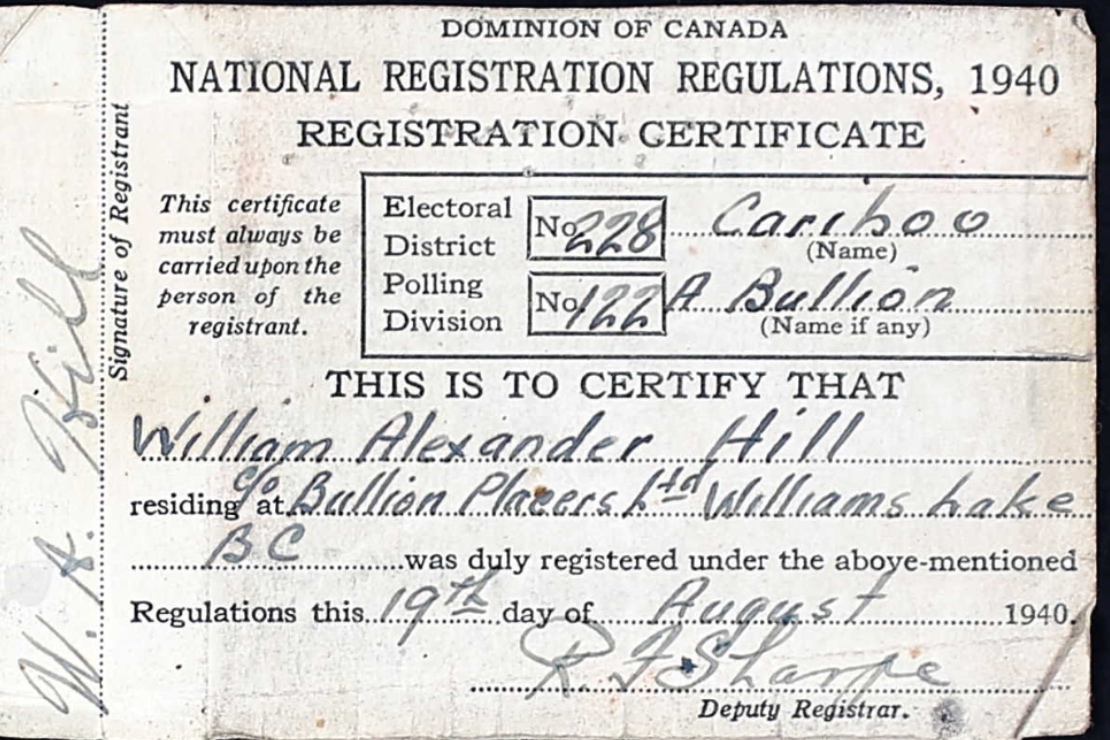 DOMINION OF CANADA
NATIONAL REGISTRATION REGULATIONS, 1940
REGISTRATION CERTIFICATE
This certificate
must always be
carried upon the
person of the
registrant.
Electoral District No 228 Cariboo
(Name)
Polling Division No 122 A Bullion
(Name if any)
THIS IS TO CERTIFY THAT
William Alexander Hill
residing at c/o Bullion Placers Ltd Williams Lake
BC was duly registered under the above-mentioned
Regulations this 19th day of August 1940.
R F Sharpe
Deputy Registrar.
Signature of Registrant
W. A. Hill